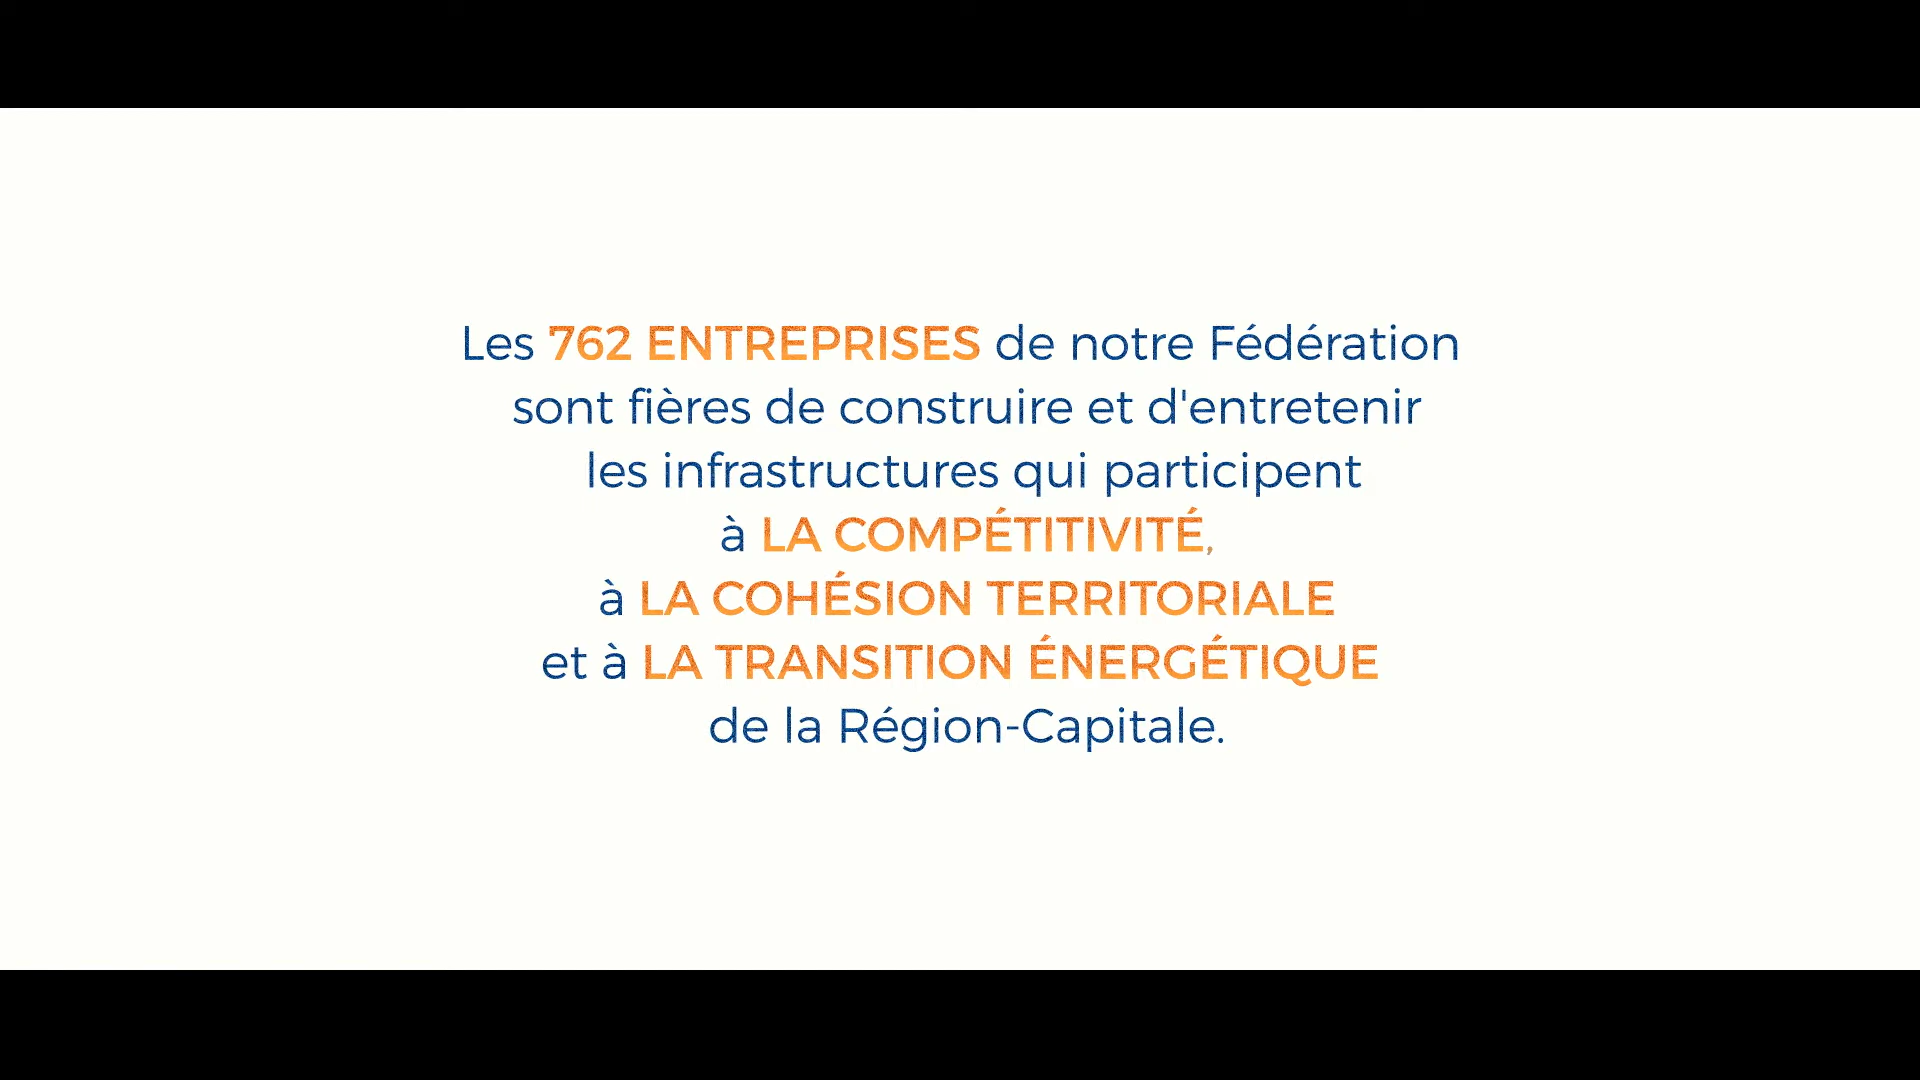 Les 762 ENTREPRISES de notre Fédération
sont fières de construire et d'entretenir
les infrastructures qui participent
à LA COMPÉTITIVITÉ,
à LA COHÉSION TERRITORIALE
et à LA TRANSITION ÉNERGÉTIQUE
de la Région-Capitale.